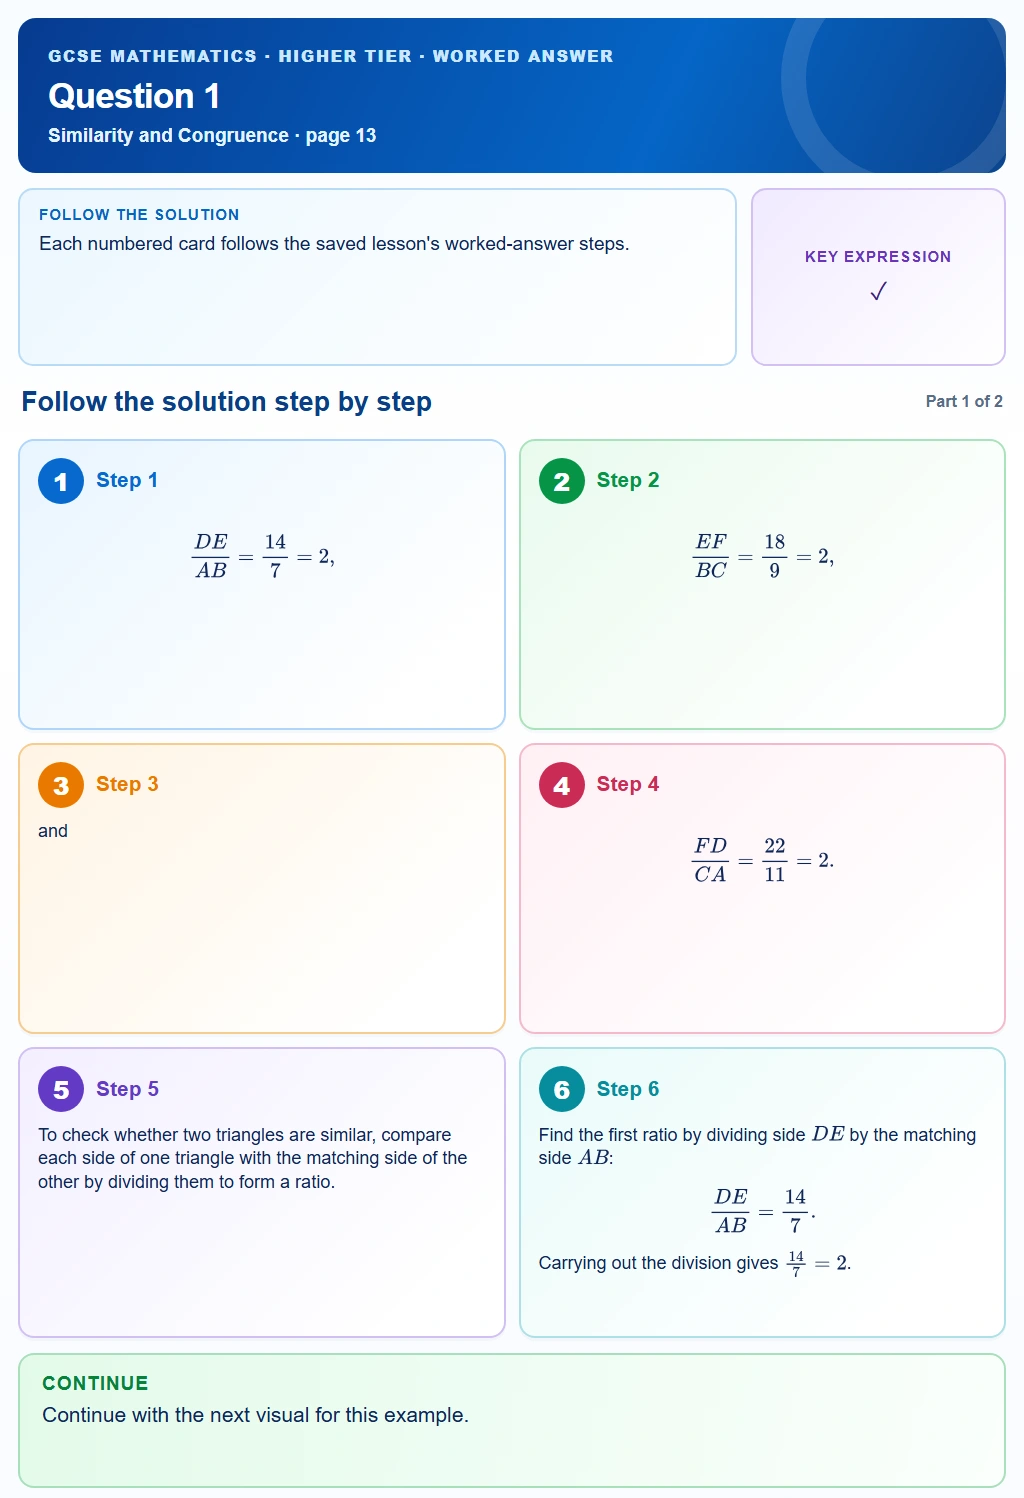 GCSE MATHEMATICS · HIGHER TIER · WORKED ANSWER
Question 1
Similarity and Congruence · page 13
FOLLOW THE SOLUTION
Each numbered card follows the saved lesson's worked-answer steps.
KEY EXPRESSION
✓
Follow the solution step by step
Part 1 of 2
1 Step 1
DE/AB = 14/7 = 2,
2 Step 2
EF/BC = 18/9 = 2,
3 Step 3
and
4 Step 4
FD/CA = 22/11 = 2.
5 Step 5
To check whether two triangles are similar, compare
each side of one triangle with the matching side of the
other by dividing them to form a ratio.
6 Step 6
Find the first ratio by dividing side DE by the matching
side AB:
DE/AB = 14/7.
Carrying out the division gives 14/7 = 2.
CONTINUE
Continue with the next visual for this example.